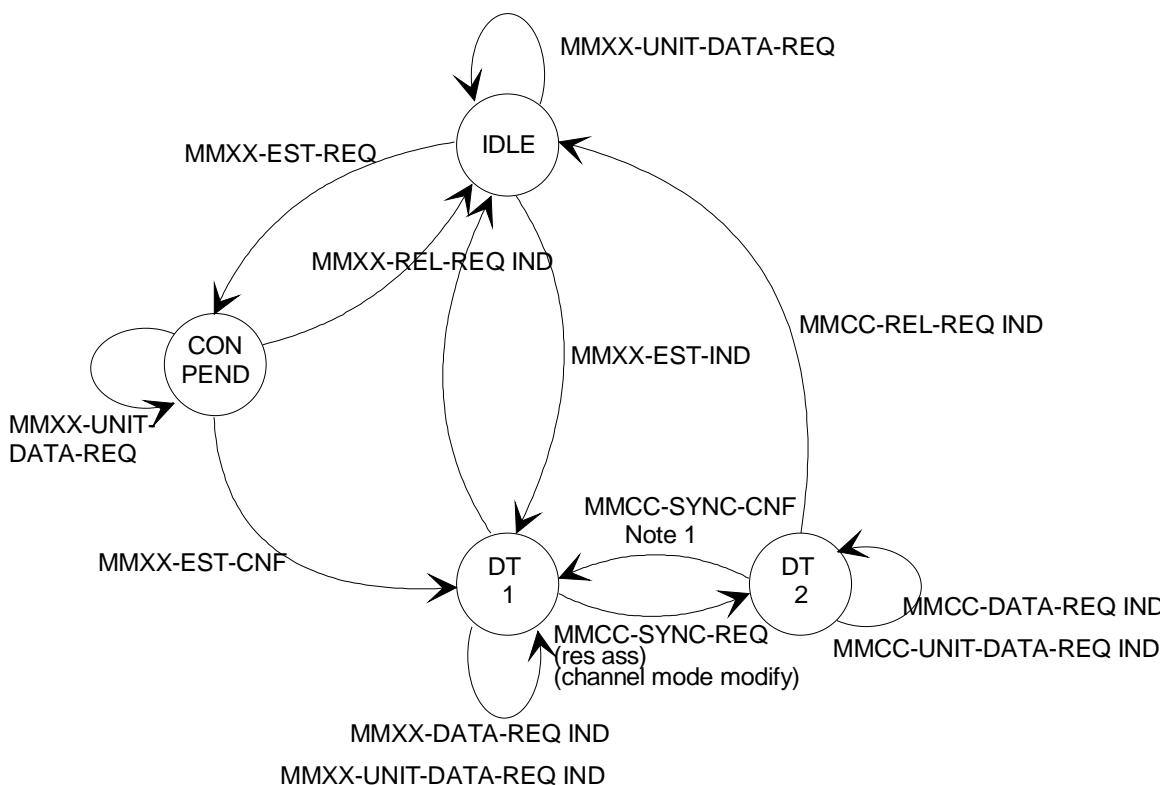 MMXX-UNIT-DATA-REQ
IDLE
MMXX-EST-REQ
MMXX-REL-REQ IND
MMCC-REL-REQ IND
CON
PEND
MMXX-EST-IND
MMXX-UNIT-
DATA-REQ
MMCC-SYNC-CNF
Note 1
MMXX-EST-CNF
DT
1
DT
2
MMCC-DATA-REQ IND
MMCC-SYNC-REQ
(res ass)
(channel mode modify)
MMCC-UNIT-DATA-REQ IND
MMXX-DATA-REQ IND
MMXX-UNIT-DATA-REQ IND